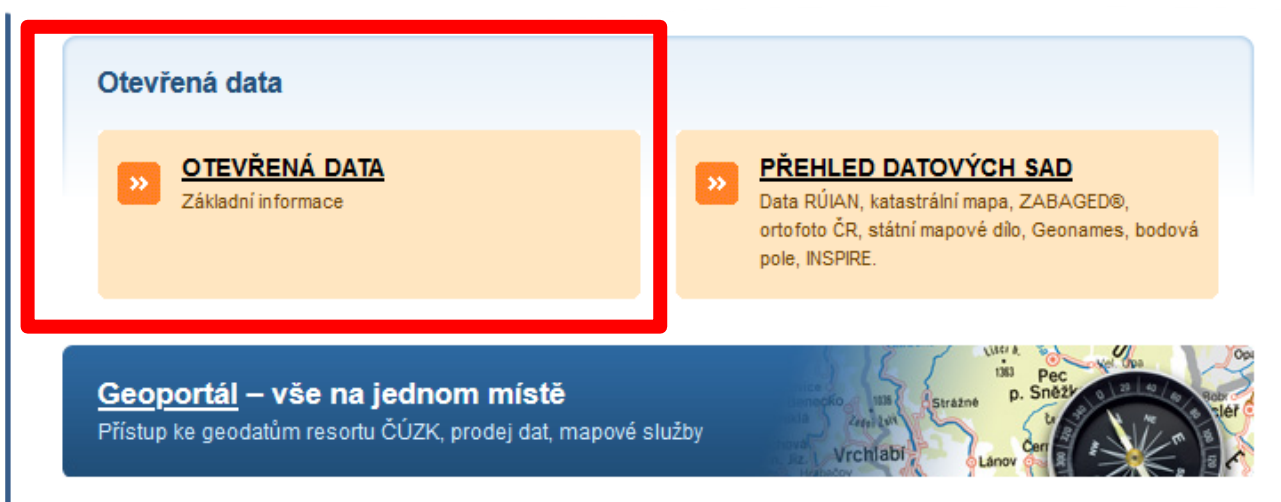 Otevřená data
OTEVŘENÁ DATA
Základní informace
PŘEHLED DATOVÝCH SAD
Data RÚIAN, katastrální mapa, ZABAGED®,
ortofoto ČR, státní mapové dílo, Geonames, bodová
pole, INSPIRE.
Geoportál – vše na jednom místě
Přístup ke geodatům resortu ČÚZK, prodej dat, mapové služby
1363
Pec
p. Sněžk
Strážné
Vrchlabí
Lánov